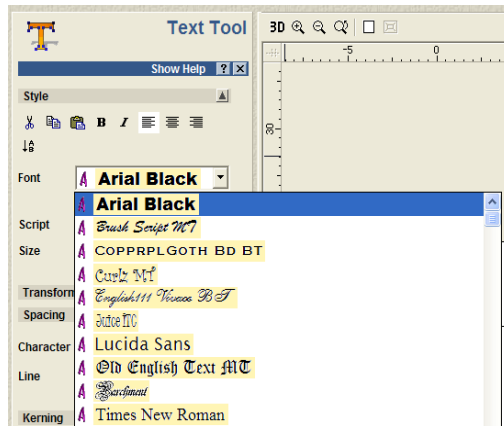 Text Tool
3D
Show Help ? X
Style
B I
-5 0
30
Font Arial Black
Arial Black
Script Brush Script MT
Size COPPRPLGOTH BD BT
Curlz MT
Transform English111 Vivace BT
Spacing Juice ITC
Character Lucida Sans
Line Old English Text MT
Parchment
Kerning Times New Roman